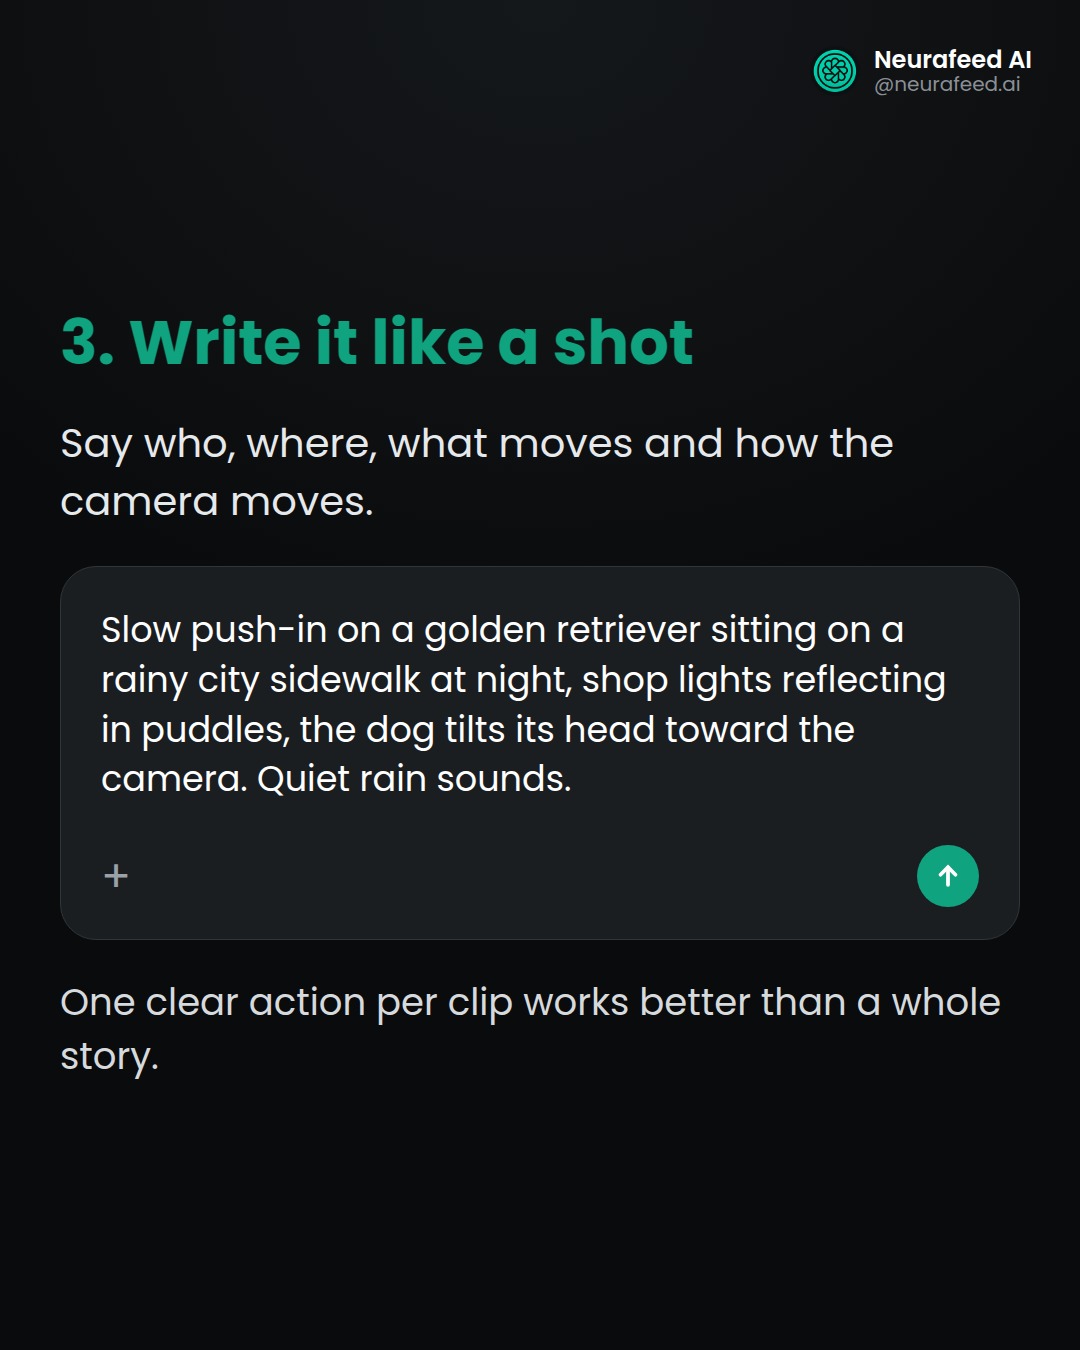 Neurafeed AI
@neurafeed.ai
3. Write it like a shot
Say who, where, what moves and how the
camera moves.
Slow push-in on a golden retriever sitting on a
rainy city sidewalk at night, shop lights reflecting
in puddles, the dog tilts its head toward the
camera. Quiet rain sounds.
+
One clear action per clip works better than a whole
story.